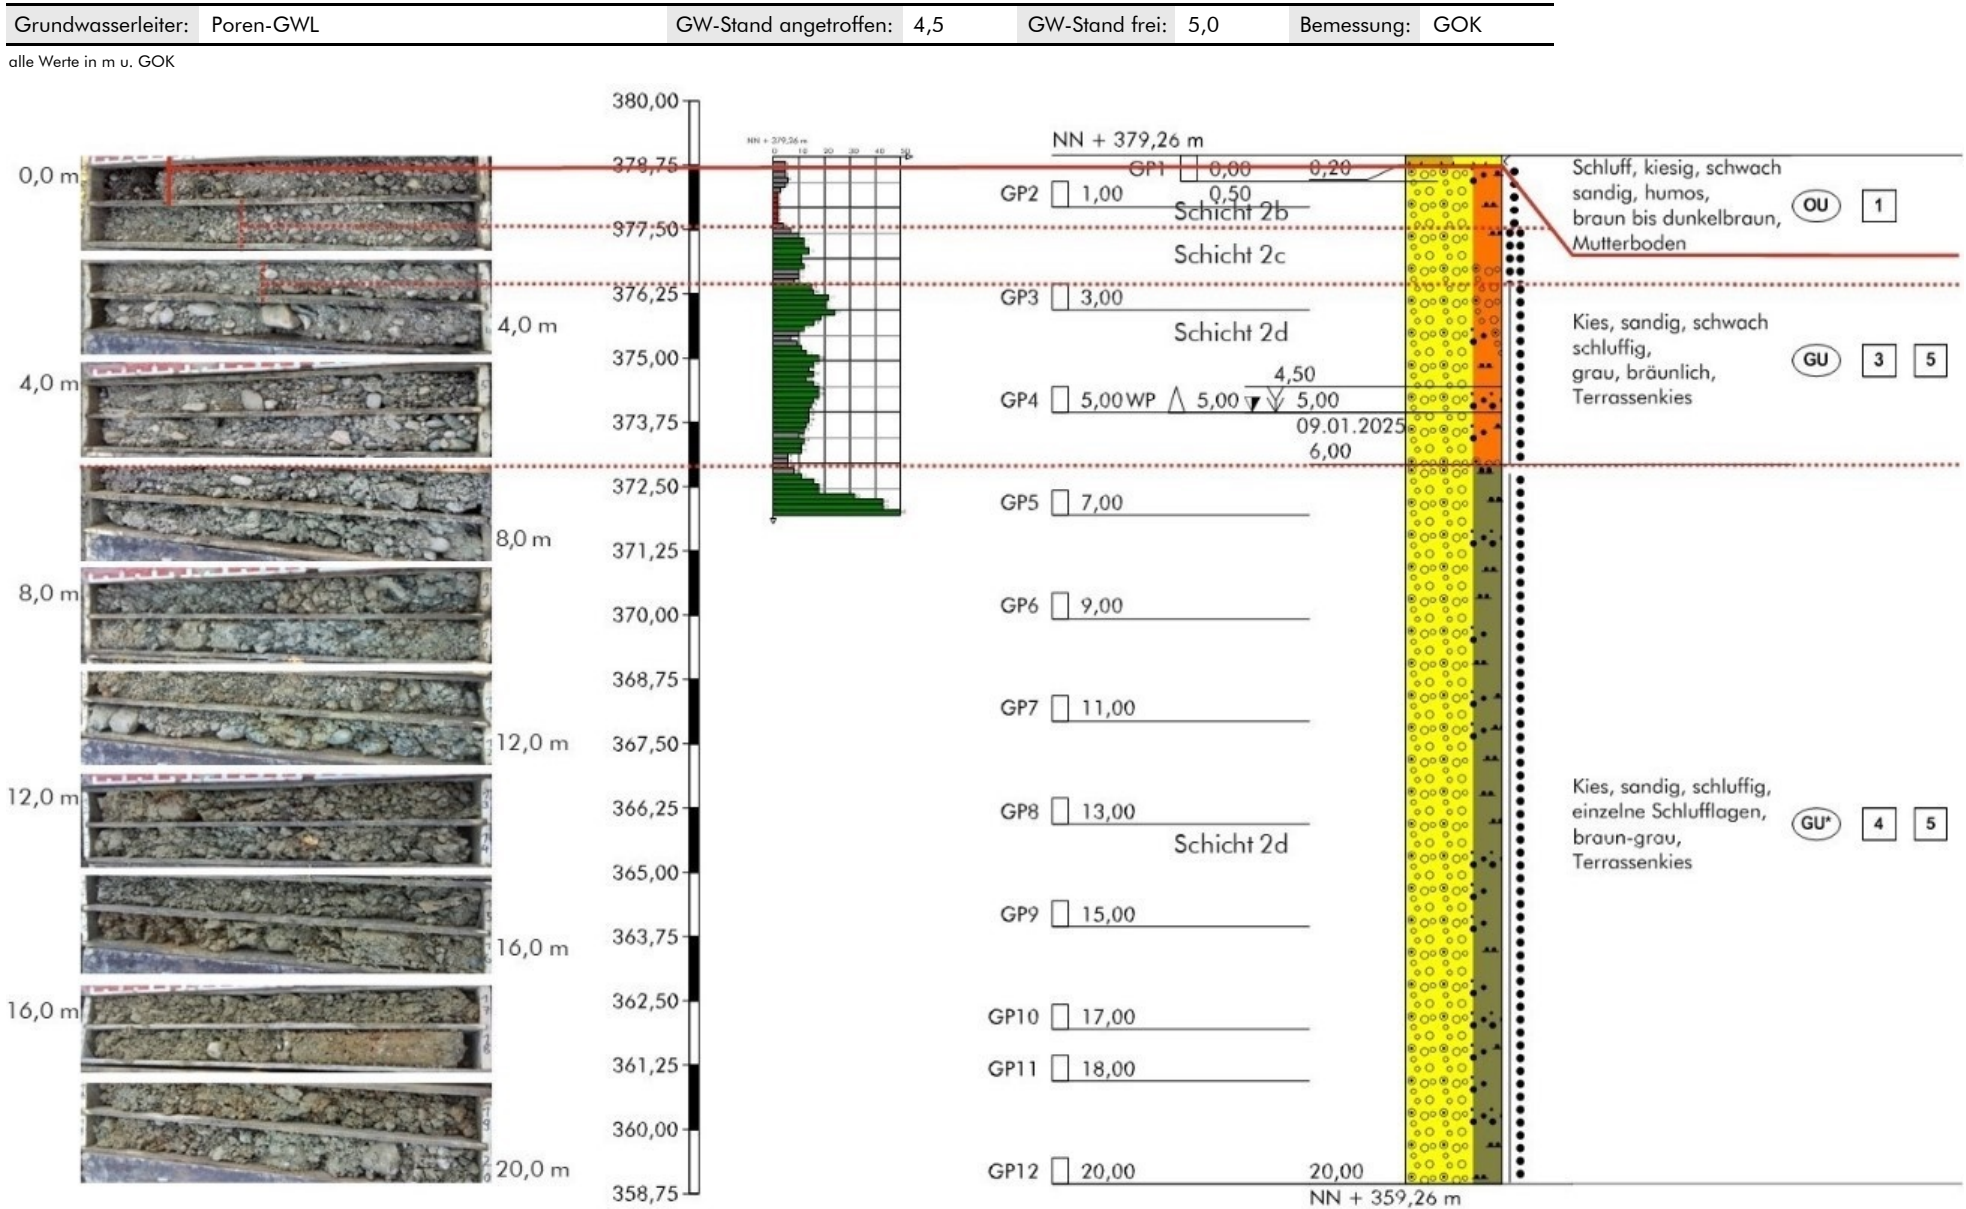 Grundwasserleiter: Poren-GWL GW-Stand angetroffen: 4,5 GW-Stand frei: 5,0 Bemessung: GOK
alle Werte in m u. GOK
380,00
378,75
377,50
376,25
375,00
373,75
372,50
371,25
370,00
368,75
367,50
366,25
365,00
363,75
362,50
361,25
360,00
358,75
0,0 m
4,0 m
4,0 m
8,0 m
8,0 m
12,0 m
12,0 m
16,0 m
16,0 m
20,0 m
NN + 379,26 m
0 10 20 30 40 50
NN + 379,26 m
GP1 0,00 0,20
GP2 1,00 0,50
Schicht 2b
Schicht 2c
GP3 3,00
Schicht 2d
4,50
GP4 5,00 WP 5,00 5,00
09.01.2025
6,00
GP5 7,00
GP6 9,00
GP7 11,00
GP8 13,00
Schicht 2d
GP9 15,00
GP10 17,00
GP11 18,00
GP12 20,00 20,00
NN + 359,26 m
Schluff, kiesig, schwach
sandig, humos,
braun bis dunkelbraun,
Mutterboden
OU 1
Kies, sandig, schwach
schluffig,
grau, bräunlich,
Terrassenkies
GU 3 5
Kies, sandig, schluffig,
einzelne Schlufflagen,
braun-grau,
Terrassenkies
GU* 4 5